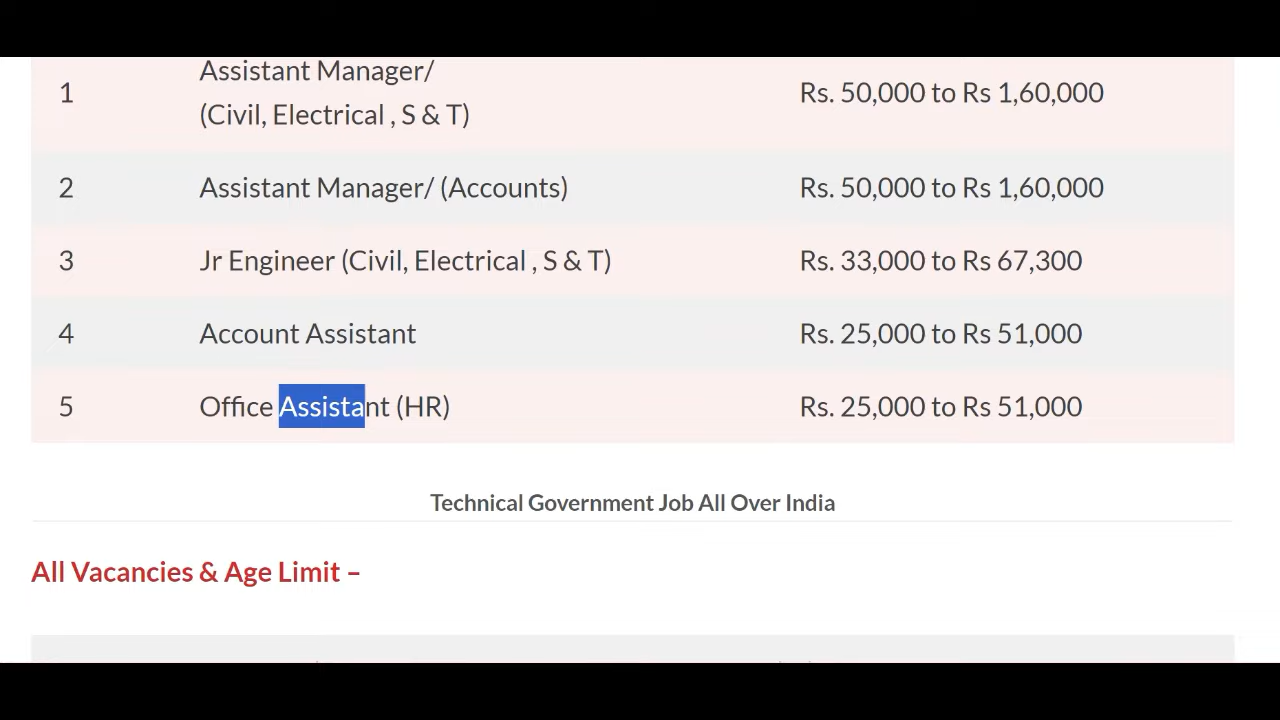 1 Assistant Manager/ Rs. 50,000 to Rs 1,60,000
(Civil, Electrical , S & T)
2 Assistant Manager/ (Accounts) Rs. 50,000 to Rs 1,60,000
3 Jr Engineer (Civil, Electrical , S & T) Rs. 33,000 to Rs 67,300
4 Account Assistant Rs. 25,000 to Rs 51,000
5 Office Assistant (HR) Rs. 25,000 to Rs 51,000
Technical Government Job All Over India
All Vacancies & Age Limit –